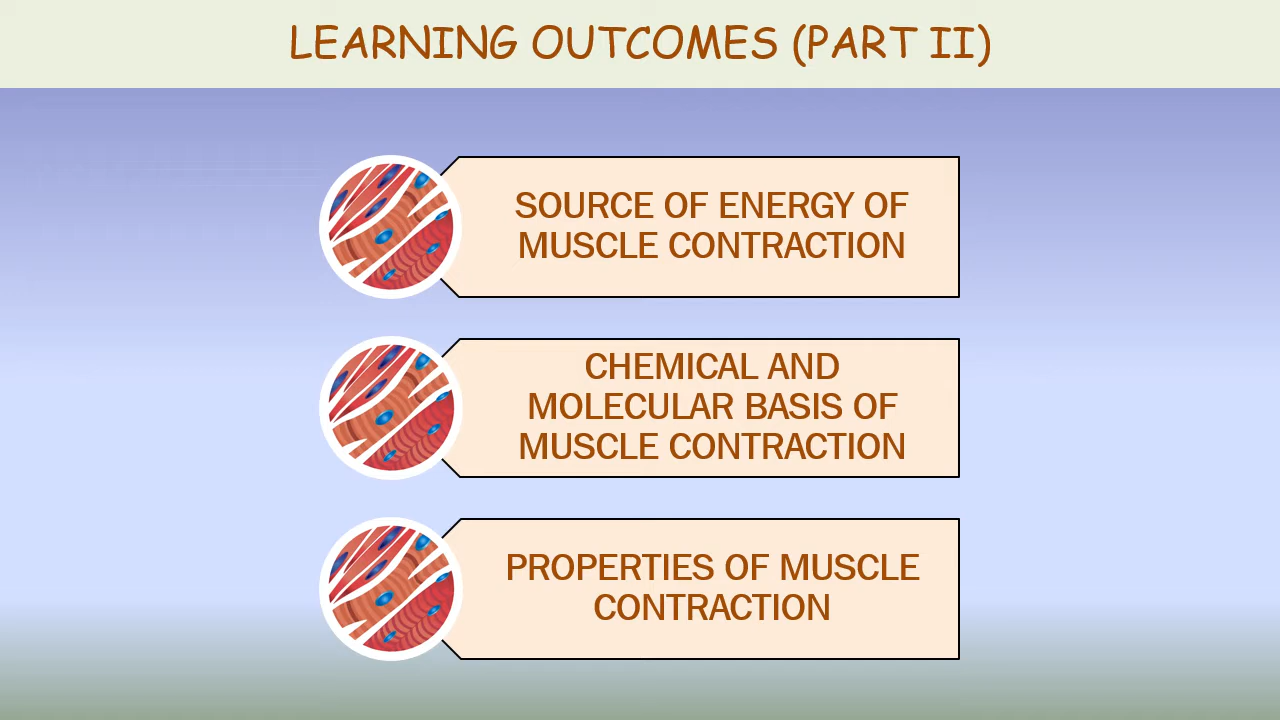 LEARNING OUTCOMES (PART II)
SOURCE OF ENERGY OF
MUSCLE CONTRACTION
CHEMICAL AND
MOLECULAR BASIS OF
MUSCLE CONTRACTION
PROPERTIES OF MUSCLE
CONTRACTION